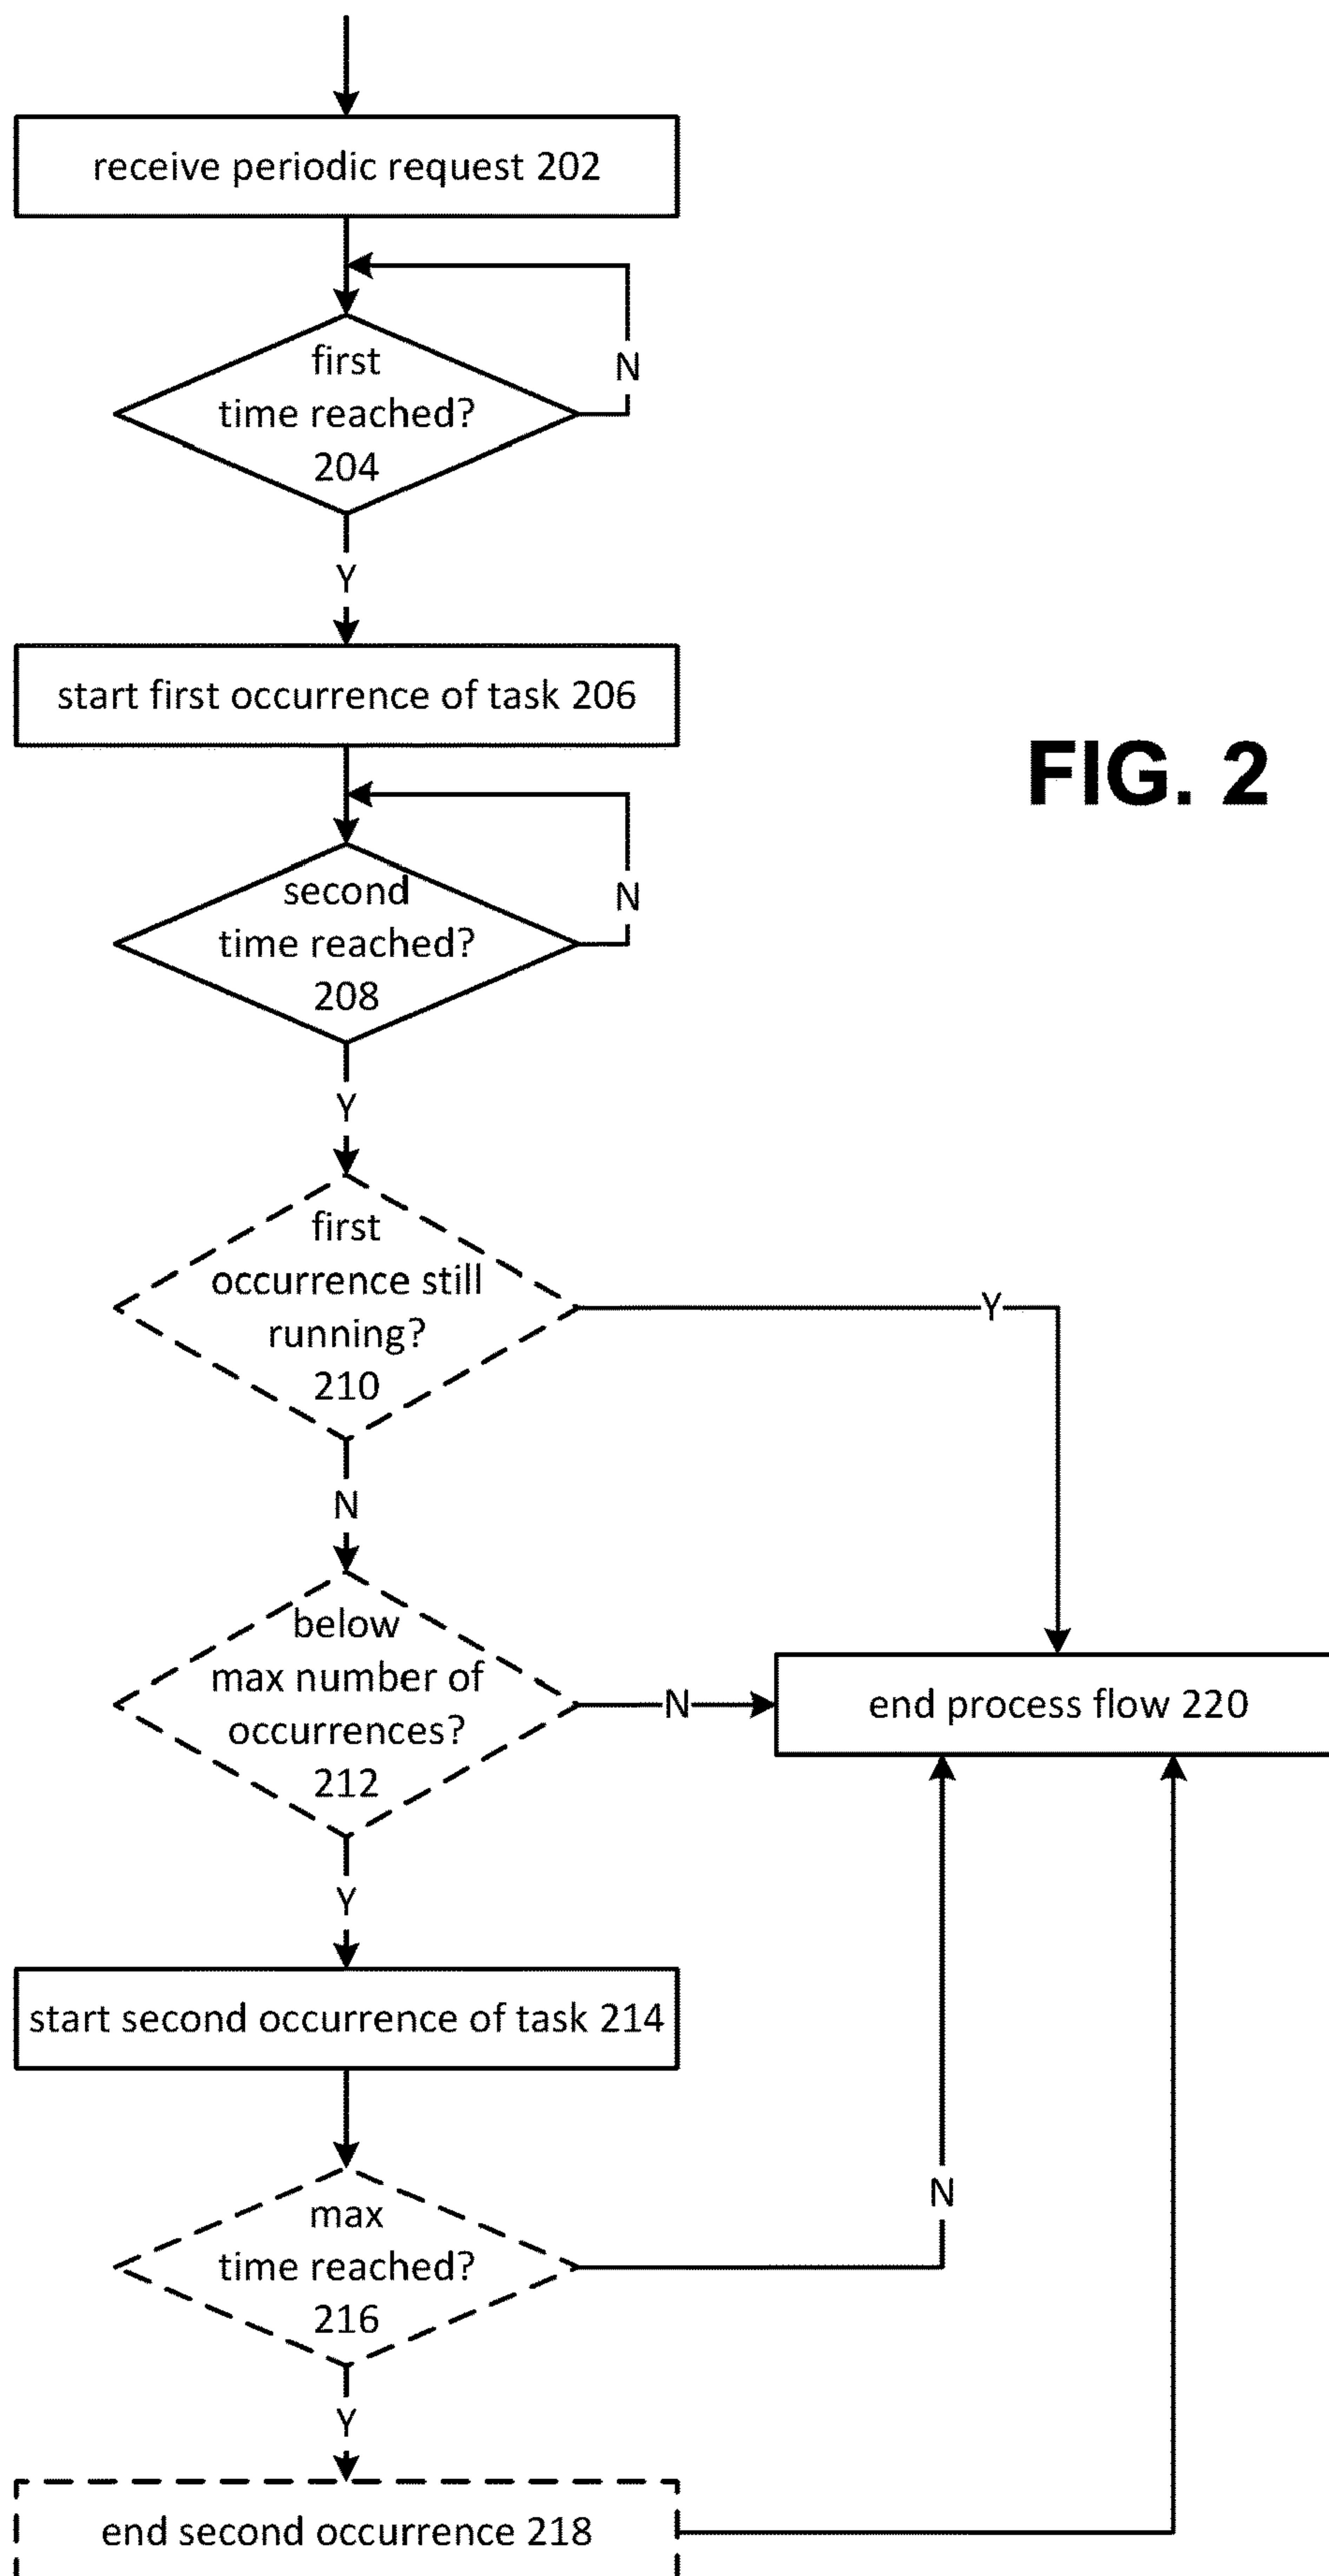 receive periodic request 202
first
time reached?
204
N
Y
start first occurrence of task 206
FIG. 2
second
time reached?
208
N
Y
first
occurrence still
running?
210
Y
N
below
max number of
occurrences?
212
N
end process flow 220
Y
start second occurrence of task 214
max
time reached?
216
N
Y
end second occurrence 218